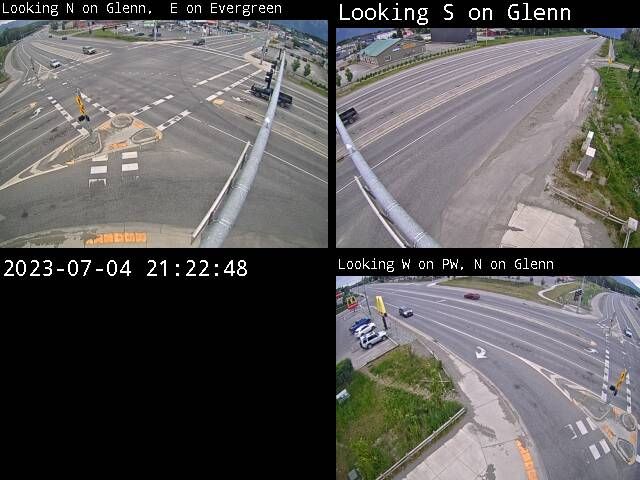 Looking N on Glenn,  E on Evergreen
Looking S on Glenn
2023-07-04 21:22:48
Looking W on PW, N on Glenn